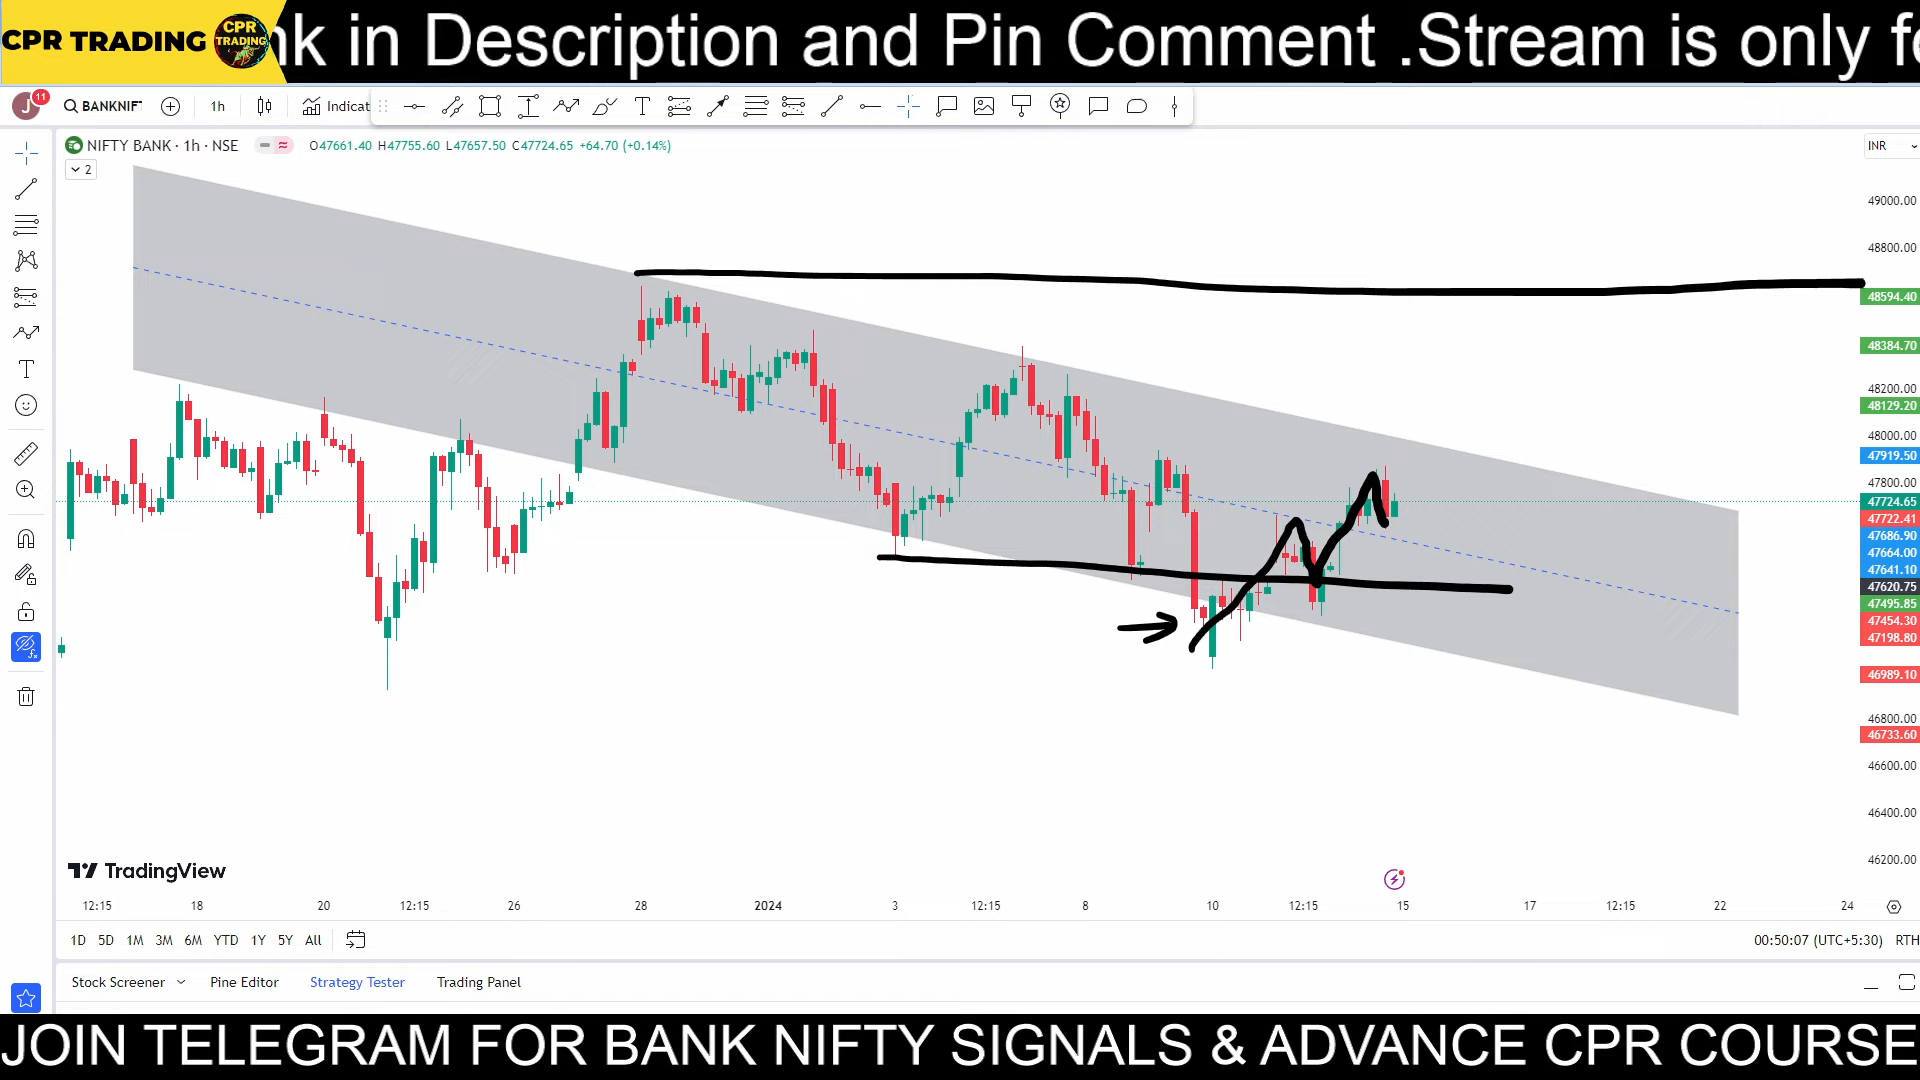 CPR TRADING
CPR
TRADING
nk in Description and Pin Comment .Stream is only fo
J
11
BANKNIF
1h
Indicat
NIFTY BANK · 1h · NSE
O47661.40 H47755.60 L47657.50 C47724.65 +64.70 (+0.14%)
INR
2
49000.00
48800.00
48594.40
48384.70
48200.00
48129.20
48000.00
47919.50
47800.00
47724.65
47722.41
47686.90
47664.00
47641.10
47620.75
47495.85
47454.30
47198.80
46989.10
46800.00
46733.60
46600.00
46400.00
46200.00
TradingView
12:15 18 20 12:15 26 28 2024 3 12:15 8 10 12:15 15 17 12:15 22 24
1D 5D 1M 3M 6M YTD 1Y 5Y All
00:50:07 (UTC+5:30) RTH
Stock Screener Pine Editor Strategy Tester Trading Panel
JOIN TELEGRAM FOR BANK NIFTY SIGNALS & ADVANCE CPR COURSE